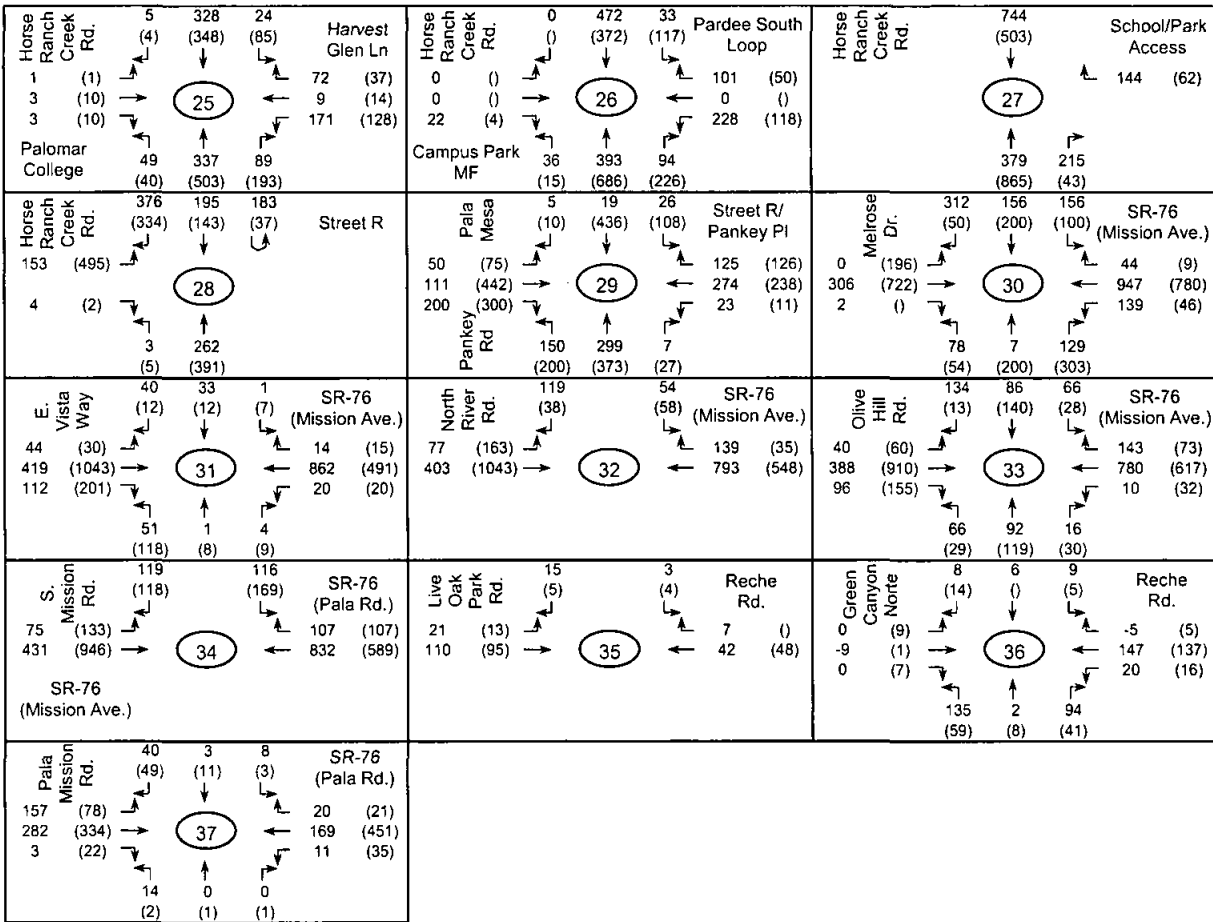 Horse
Ranch
Creek
Rd.
5 328 24
(4) (348) (85)
Harvest
Glen Ln
1 (1)
3 (10)
3 (10)
25
72 (37)
9 (14)
171 (128)
Palomar
College
49 337 89
(40) (503) (193)
Horse
Ranch
Creek
Rd.
0 472 33
() (372) (117)
Pardee South
Loop
0 ()
0 ()
22 (4)
26
101 (50)
0 ()
228 (118)
Campus Park
MF
36 393 94
(15) (686) (226)
Horse
Ranch
Creek
Rd.
744
(503)
School/Park
Access
144 (62)
27
379 215
(865) (43)
Horse
Ranch
Creek
Rd.
376 195 183
(334) (143) (37)
Street R
153 (495)
28
4 (2)
3 262
(5) (391)
Pala
Mesa
5 19 26
(10) (436) (108)
Street R/
Pankey Pl
50 (75)
111 (442)
200 (300)
29
125 (126)
274 (238)
23 (11)
Pankey
Rd
150 299 7
(200) (373) (27)
Melrose
Dr.
312 156 156
(50) (200) (100)
SR-76
(Mission Ave.)
0 (196)
306 (722)
2 ()
30
44 (9)
947 (780)
139 (46)
78 7 129
(54) (200) (303)
E.
Vista
Way
40 33 1
(12) (12) (7)
SR-76
(Mission Ave.)
44 (30)
419 (1043)
112 (201)
31
14 (15)
862 (491)
20 (20)
51 1 4
(118) (8) (9)
North
River
Rd.
119 54
(38) (58)
SR-76
(Mission Ave.)
77 (163)
403 (1043)
32
139 (35)
793 (548)
Olive
Hill
Rd.
134 86 66
(13) (140) (28)
SR-76
(Mission Ave.)
40 (60)
388 (910)
96 (155)
33
143 (73)
780 (617)
10 (32)
66 92 16
(29) (119) (30)
S.
Mission
Rd.
119 116
(118) (169)
SR-76
(Pala Rd.)
75 (133)
431 (946)
34
107 (107)
832 (589)
SR-76
(Mission Ave.)
Live
Oak
Park
Rd.
15 3
(5) (4)
Reche
Rd.
21 (13)
110 (95)
35
7 ()
42 (48)
Green
Canyon
Norte
8 6 9
(14) () (5)
Reche
Rd.
0 (9)
-9 (1)
0 (7)
36
-5 (5)
147 (137)
20 (16)
135 2 94
(59) (8) (41)
Pala
Mission
Rd.
40 3 8
(49) (11) (3)
SR-76
(Pala Rd.)
157 (78)
282 (334)
3 (22)
37
20 (21)
169 (451)
11 (35)
14 0 0
(2) (1) (1)